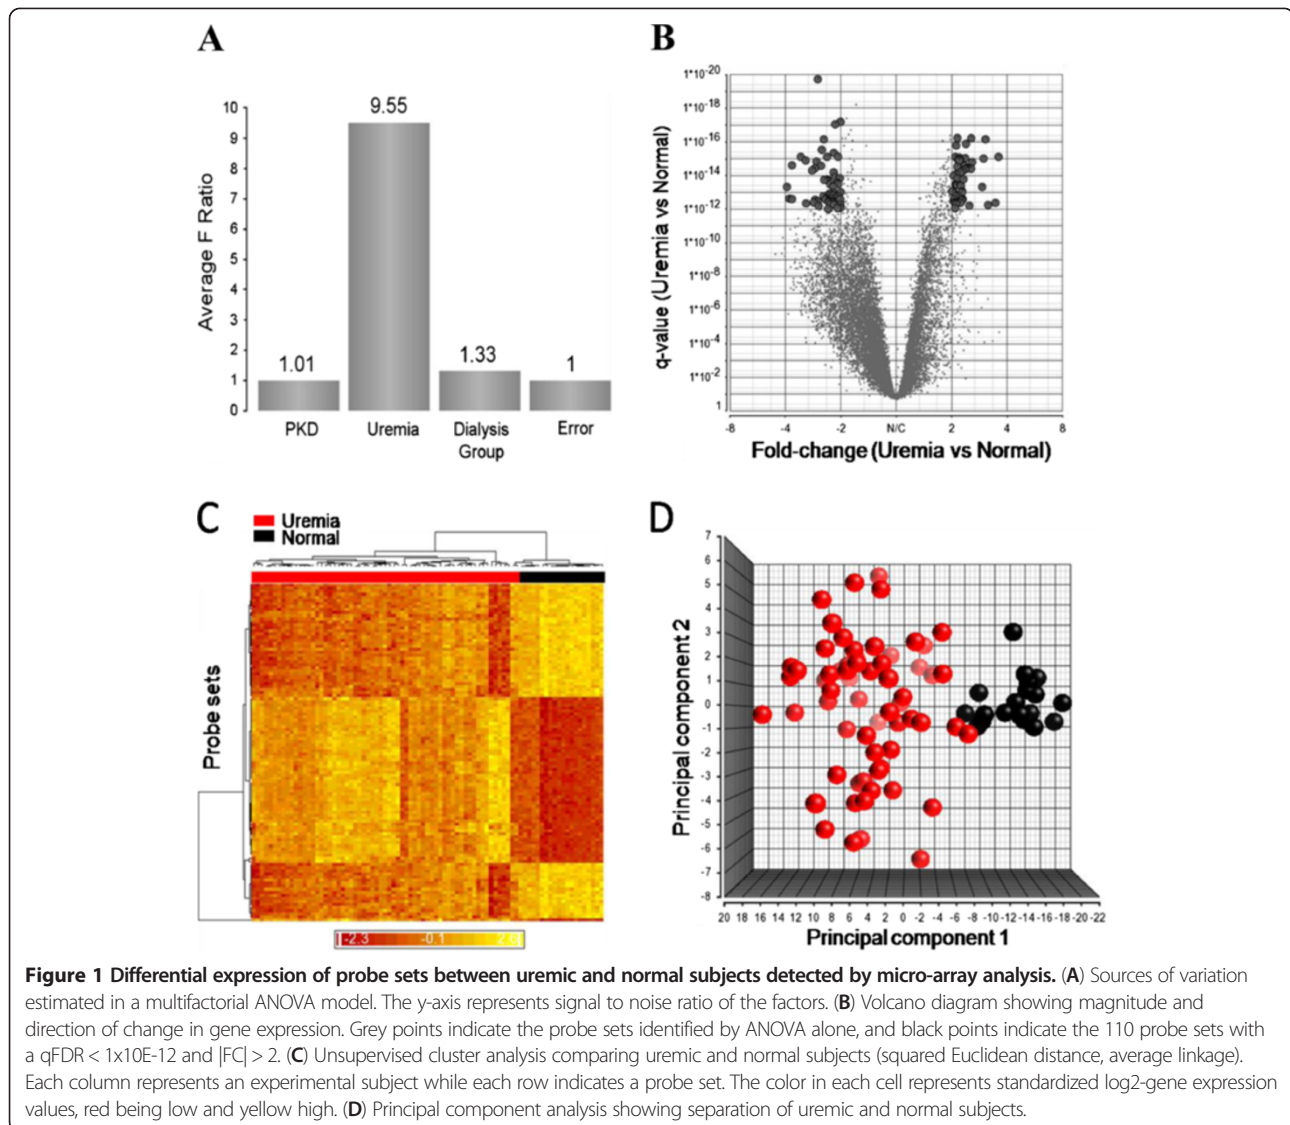 A
Average F Ratio
10
9
8
7
6
5
4
3
2
1
0
1.01
9.55
1.33
1
PKD
Uremia
Dialysis
Group
Error
B
q-value (Uremia vs Normal)
1*10-20
1*10-18
1*10-16
1*10-14
1*10-12
1*10-10
1*10-8
1*10-6
1*10-4
1*10-2
1
-8 -4 -2 N/C 2 4 8
Fold-change (Uremia vs Normal)
C
Uremia
Normal
Probe sets
-2.3 -0.1
D
Principal component 2
7
6
5
4
3
2
1
0
-1
-2
-3
-4
-5
-6
-7
-8
20 18 16 14 12 10 8 6 4 2 0 -2 -4 -6 -8 -10 -12 -14 -16 -18 -20 -22
Principal component 1
Figure 1 Differential expression of probe sets between uremic and normal subjects detected by micro-array analysis. (A) Sources of variation
estimated in a multifactorial ANOVA model. The y-axis represents signal to noise ratio of the factors. (B) Volcano diagram showing magnitude and
direction of change in gene expression. Grey points indicate the probe sets identified by ANOVA alone, and black points indicate the 110 probe sets with
a qFDR < 1x10E-12 and |FC| > 2. (C) Unsupervised cluster analysis comparing uremic and normal subjects (squared Euclidean distance, average linkage).
Each column represents an experimental subject while each row indicates a probe set. The color in each cell represents standardized log2-gene expression
values, red being low and yellow high. (D) Principal component analysis showing separation of uremic and normal subjects.